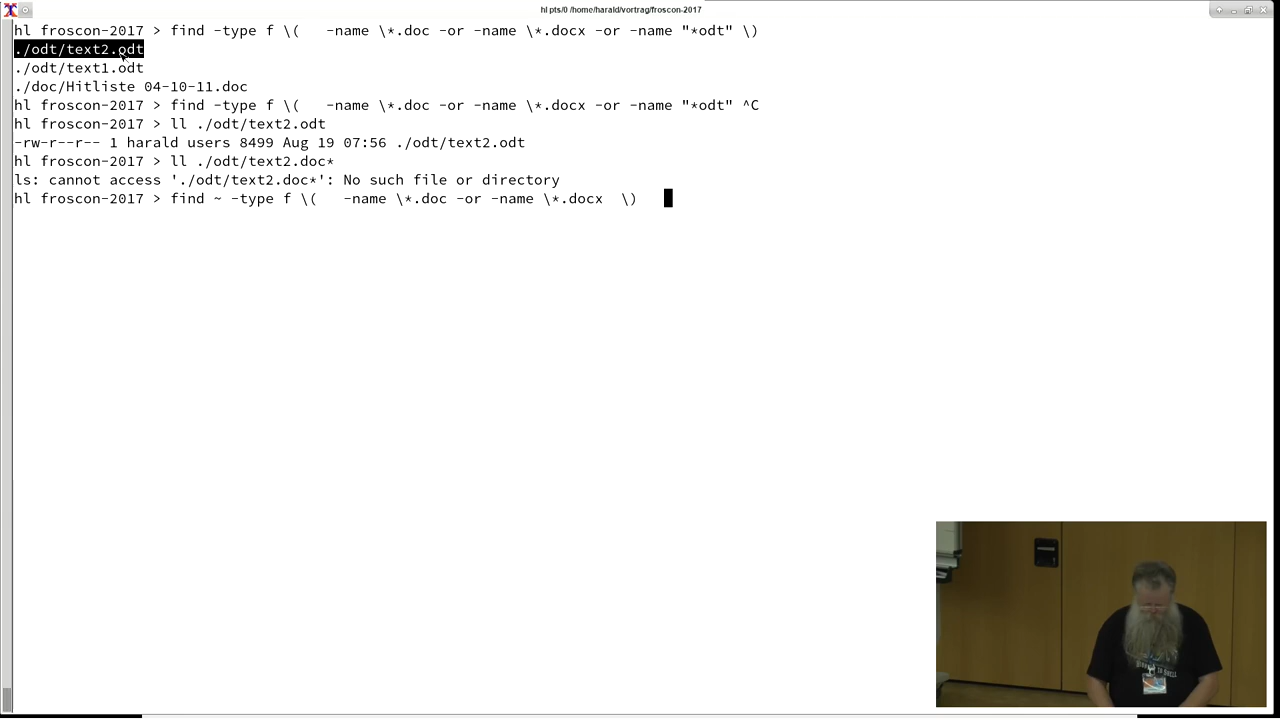 hl pts/0 /home/harald/vortrag/froscon-2017
hl froscon-2017 > find -type f \(   -name \*.doc -or -name \*.docx -or -name "*odt" \)
./odt/text2.odt
./odt/text1.odt
./doc/Hitliste 04-10-11.doc
hl froscon-2017 > find -type f \(   -name \*.doc -or -name \*.docx -or -name "*odt" ^C
hl froscon-2017 > ll ./odt/text2.odt
-rw-r--r-- 1 harald users 8499 Aug 19 07:56 ./odt/text2.odt
hl froscon-2017 > ll ./odt/text2.doc*
ls: cannot access './odt/text2.doc*': No such file or directory
hl froscon-2017 > find ~ -type f \(   -name \*.doc -or -name \*.docx  \)